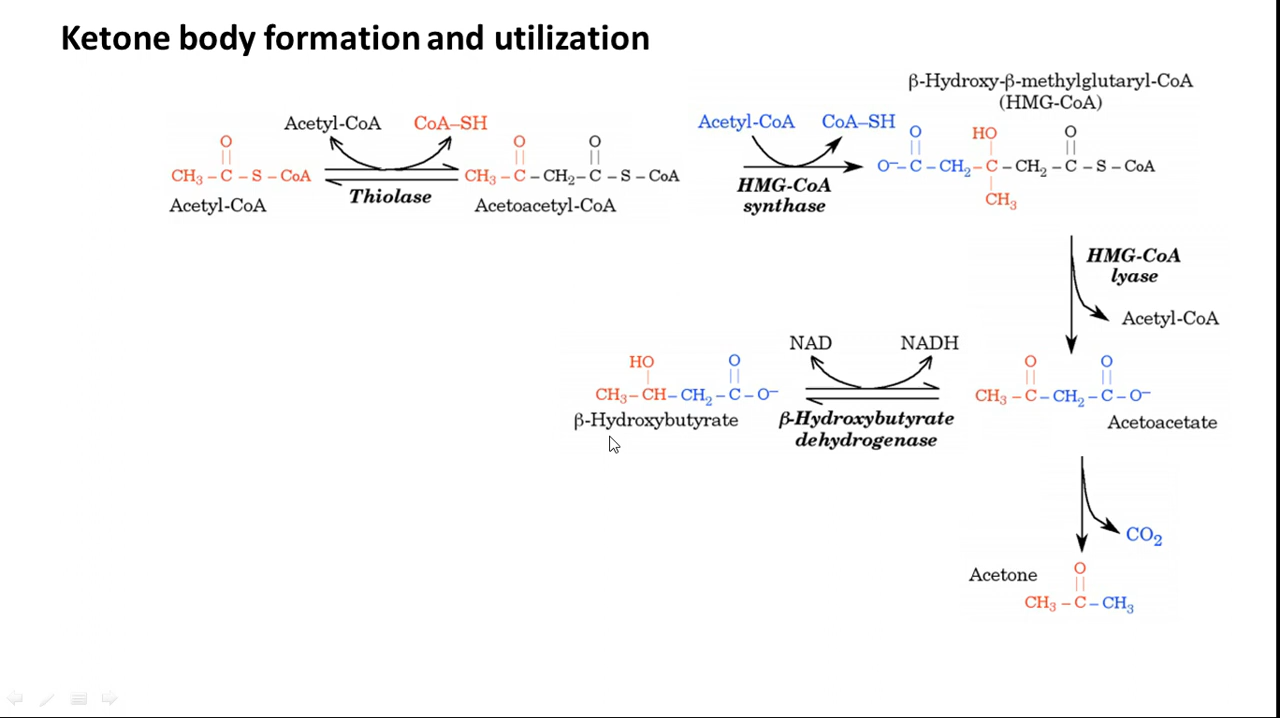 Ketone body formation and utilization
β-Hydroxy-β-methylglutaryl-CoA
(HMG-CoA)
Acetyl-CoA CoA–SH
O
||
CH₃ – C – S – CoA
Acetyl-CoA
Thiolase
O O
|| ||
CH₃ – C – CH₂ – C – S – CoA
Acetoacetyl-CoA
Acetyl-CoA CoA–SH
HMG-CoA
synthase
O HO O
|| | ||
O⁻– C – CH₂ – C – CH₂ – C – S – CoA
|
CH₃
HMG-CoA
lyase
Acetyl-CoA
NAD NADH
HO O
| ||
CH₃ – CH – CH₂ – C – O⁻
β-Hydroxybutyrate
β-Hydroxybutyrate
dehydrogenase
O O
|| ||
CH₃ – C – CH₂ – C – O⁻
Acetoacetate
CO₂
Acetone
O
||
CH₃ – C – CH₃